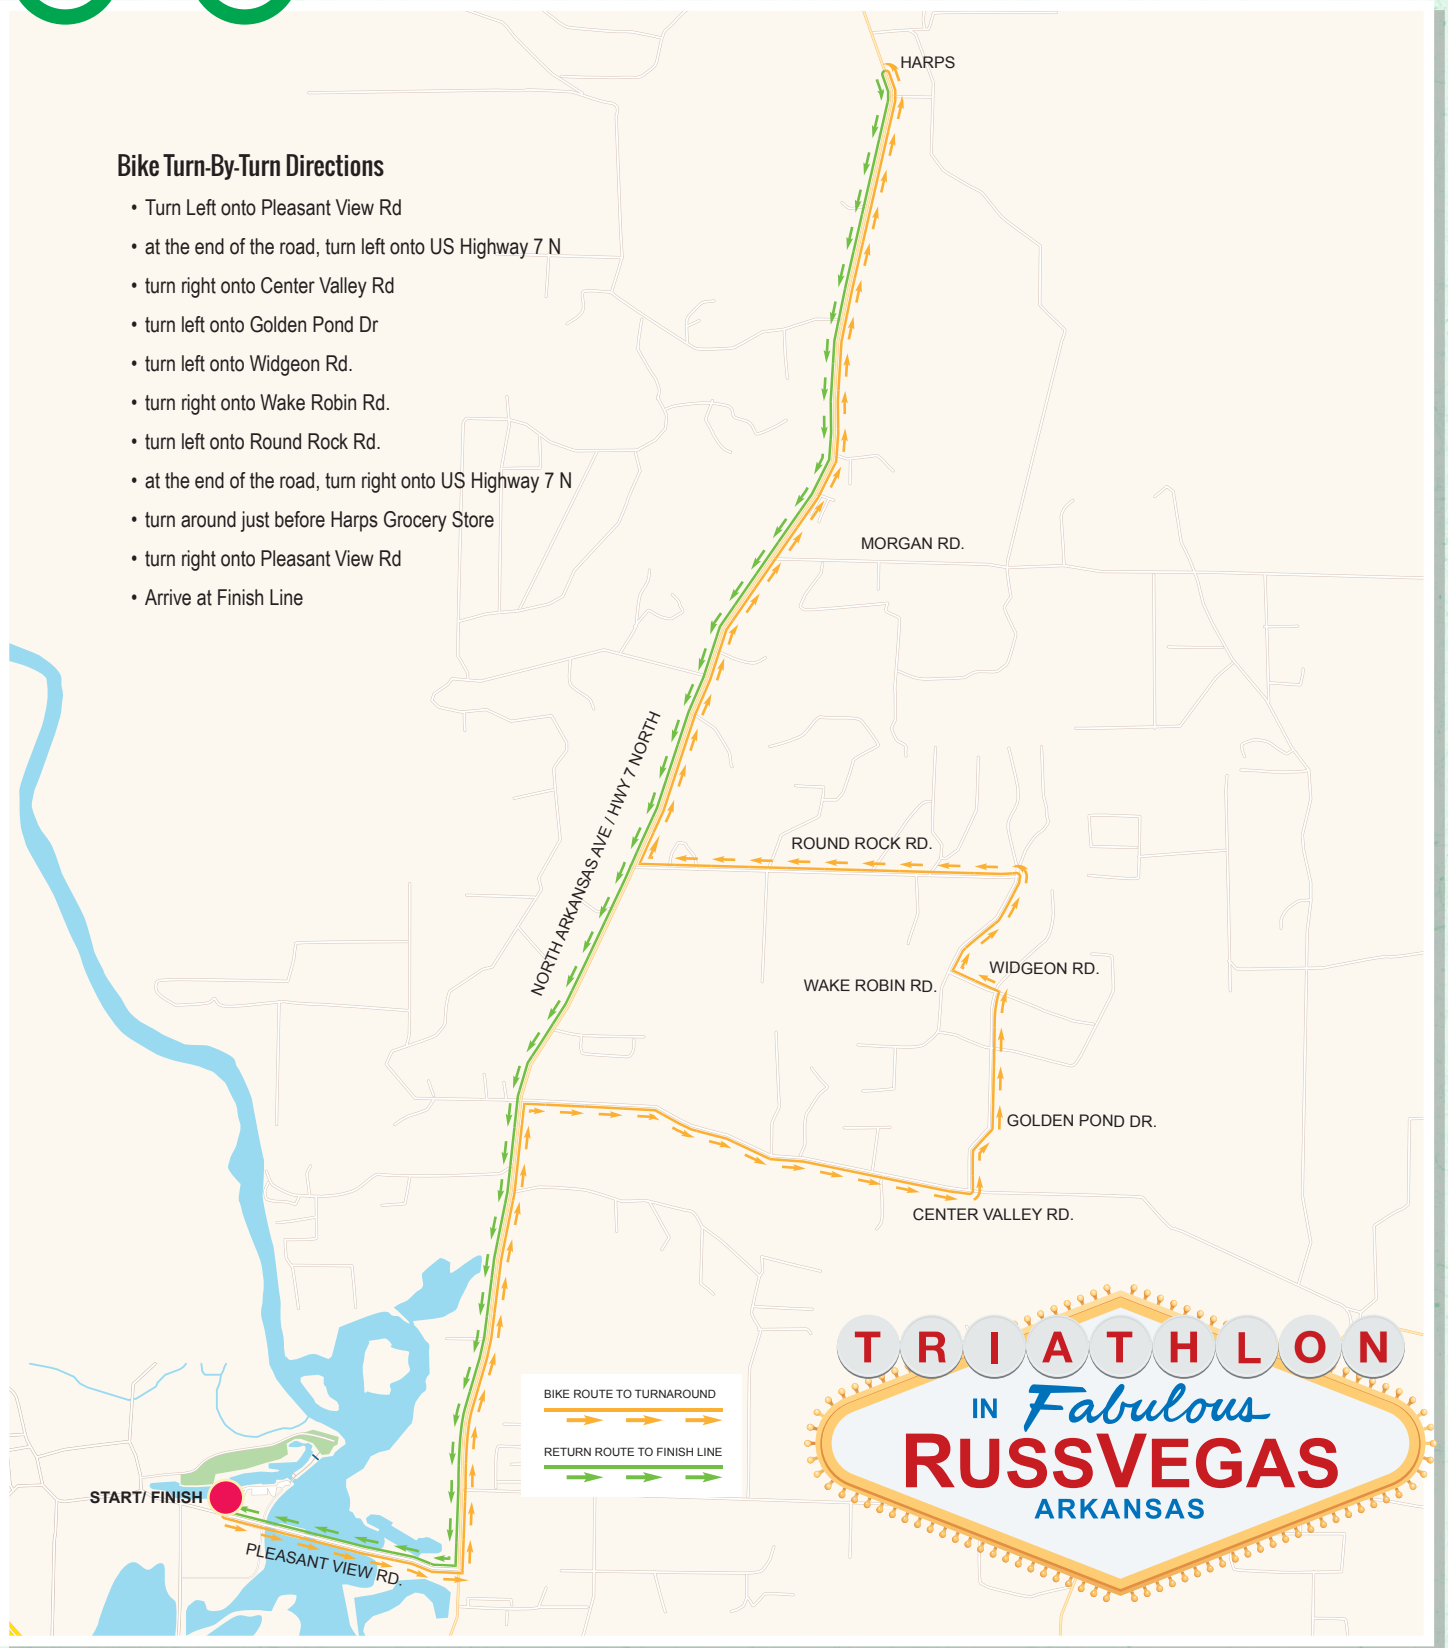 HARPS
Bike Turn-By-Turn Directions
• Turn Left onto Pleasant View Rd
• at the end of the road, turn left onto US Highway 7 N
• turn right onto Center Valley Rd
• turn left onto Golden Pond Dr
• turn left onto Widgeon Rd.
• turn right onto Wake Robin Rd.
• turn left onto Round Rock Rd.
• at the end of the road, turn right onto US Highway 7 N
• turn around just before Harps Grocery Store
• turn right onto Pleasant View Rd
• Arrive at Finish Line
MORGAN RD.
NORTH ARKANSAS AVE / HWY 7 NORTH
ROUND ROCK RD.
WIDGEON RD.
WAKE ROBIN RD.
GOLDEN POND DR.
CENTER VALLEY RD.
BIKE ROUTE TO TURNAROUND
RETURN ROUTE TO FINISH LINE
START/ FINISH
PLEASANT VIEW RD.
TRIATHLON
IN Fabulous
RUSSVEGAS
ARKANSAS